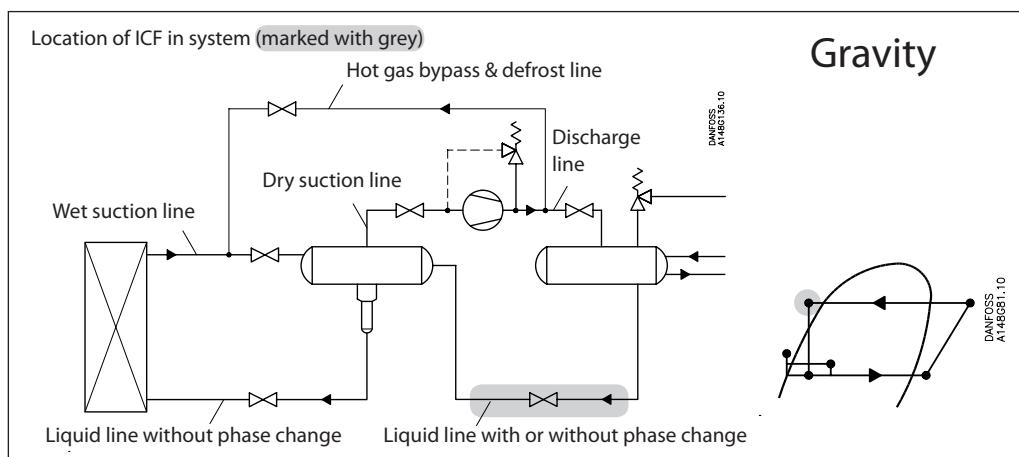 Location of ICF in system (marked with grey)
Gravity
Hot gas bypass & defrost line
DANFOSS
A148G136.10
Discharge
line
Dry suction line
Wet suction line
DANFOSS
A148G81.10
Liquid line without phase change
Liquid line with or without phase change